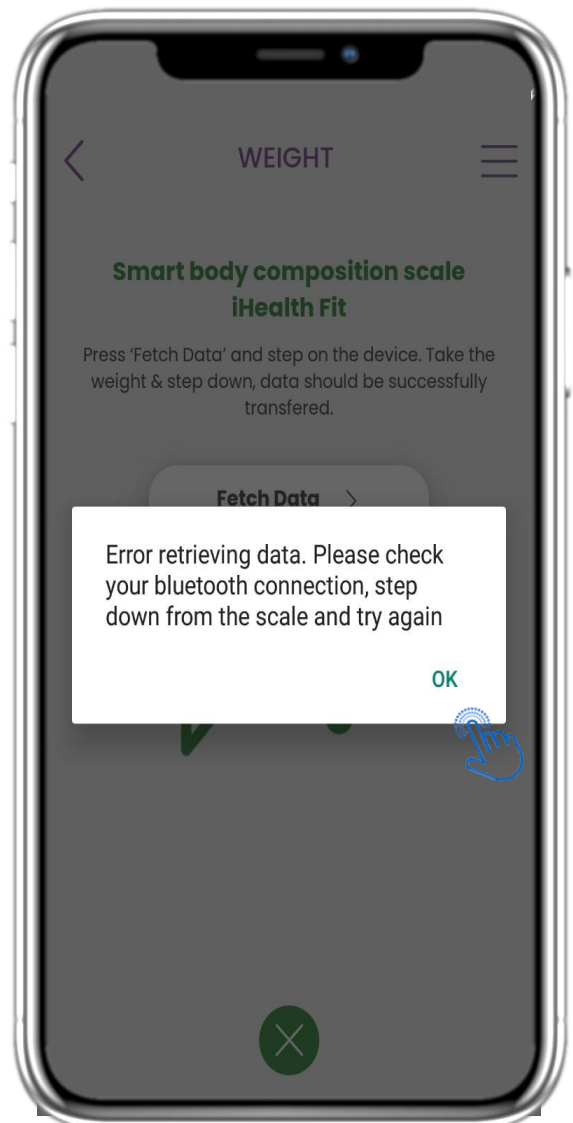 WEIGHT
Smart body composition scale
iHealth Fit
Press ‘Fetch Data’ and step on the device. Take the
weight & step down, data should be successfully
transfered.
Fetch Data
Error retrieving data. Please check
your bluetooth connection, step
down from the scale and try again
OK